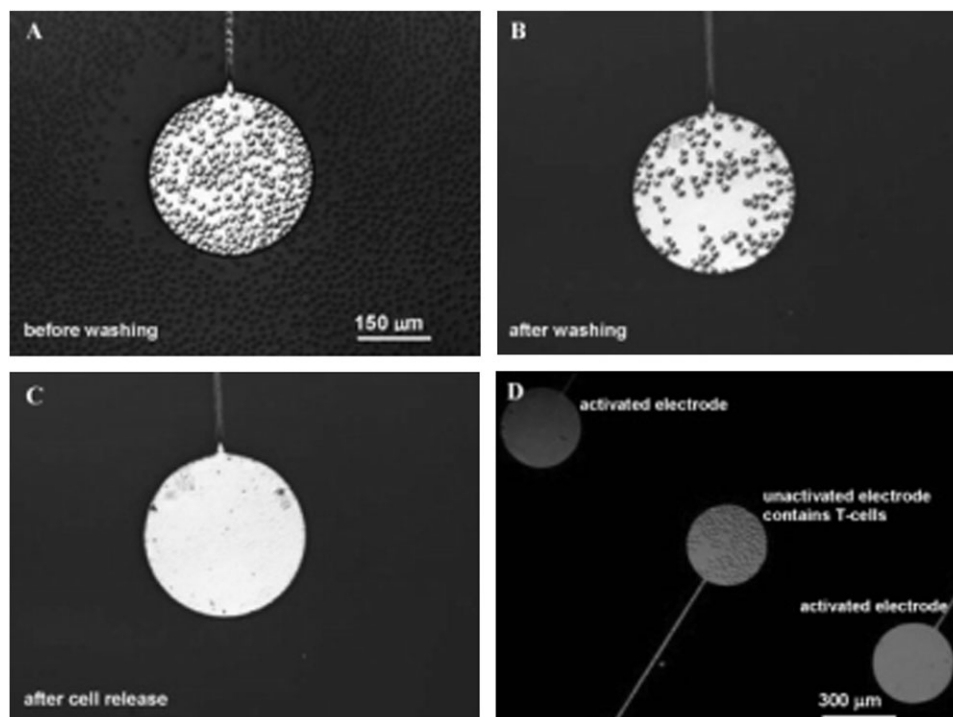 A
before washing
150 μm
B
after washing
C
after cell release
D
activated electrode
unactivated electrode
contains T-cells
activated electrode
300 μm